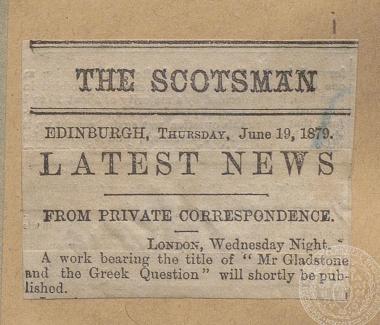 THE SCOTSMAN
EDINBURGH, THURSDAY, June 19, 1879.
LATEST NEWS
FROM PRIVATE CORRESPONDENCE.
LONDON, Wednesday Night.
A work bearing the title of " Mr Gladstone
and the Greek Question " will shortly be pub-
lished.